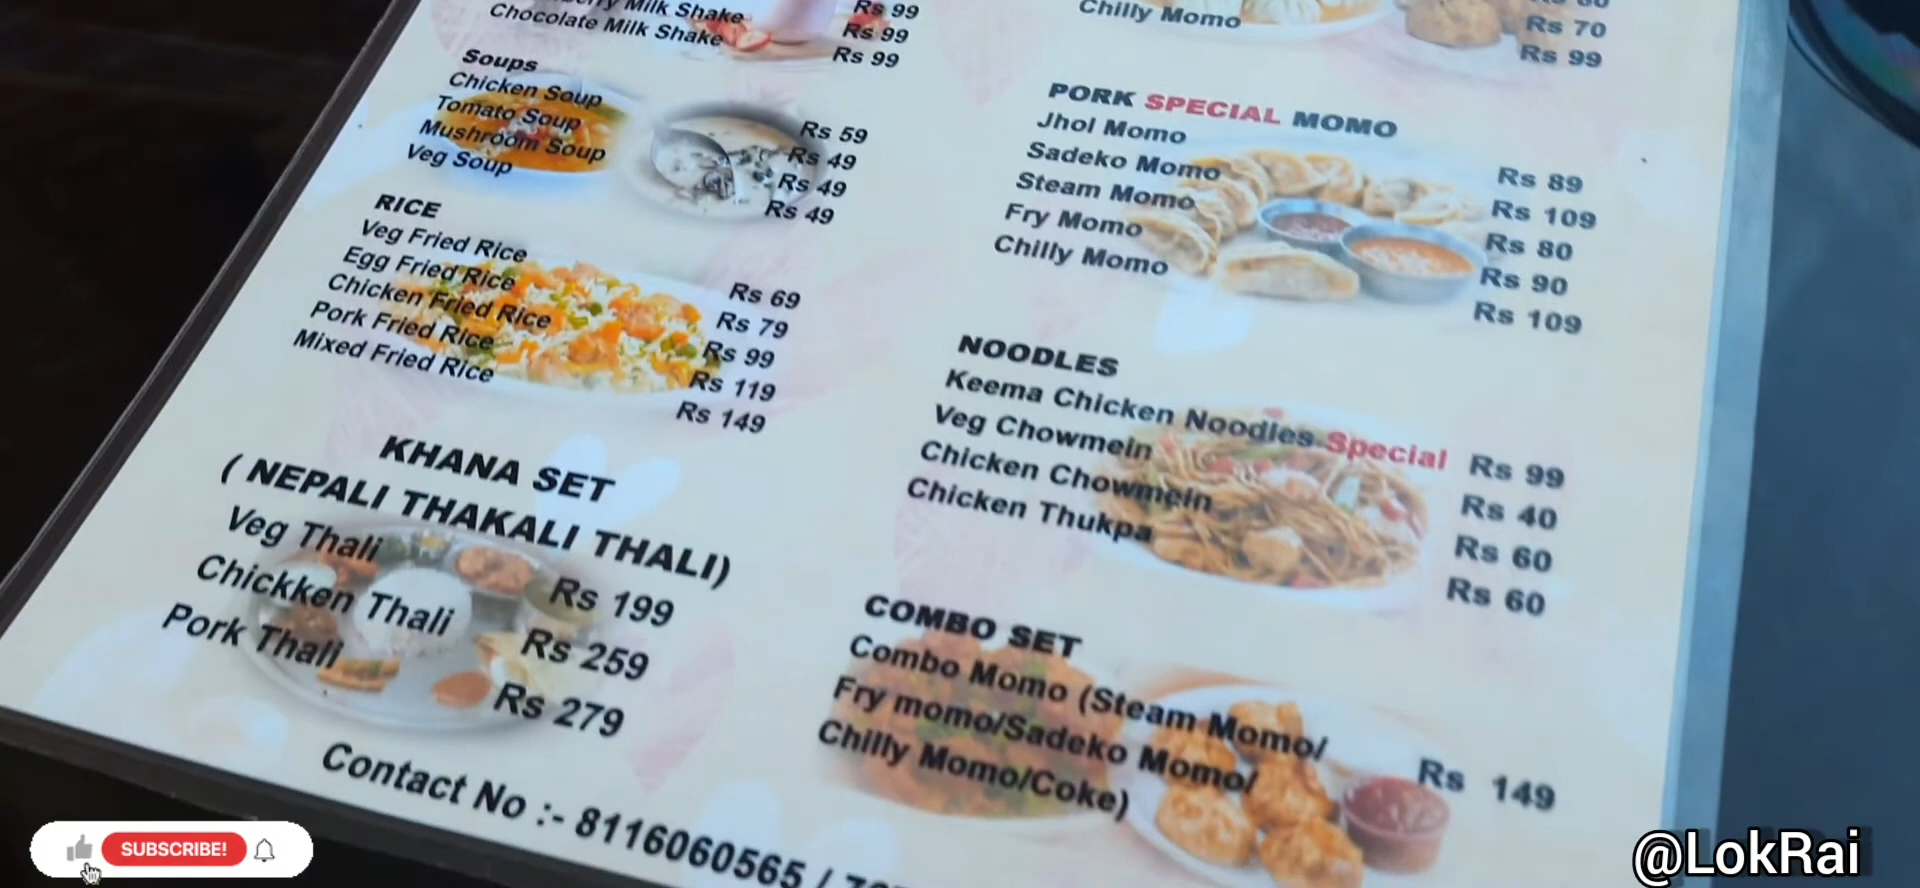 Milk Shake Rs 99
Chocolate Milk Shake Rs 99
Rs 99
Soups
Chicken Soup Rs 59
Tomato Soup Rs 49
Mushroom Soup Rs 49
Veg Soup Rs 49
RICE
Veg Fried Rice Rs 69
Egg Fried Rice Rs 79
Chicken Fried Rice Rs 99
Pork Fried Rice Rs 119
Mixed Fried Rice Rs 149
KHANA SET
( NEPALI THAKALI THALI)
Veg Thali Rs 199
Chickken Thali Rs 259
Pork Thali Rs 279
Contact No :- 8116060565 /
Chilly Momo
Rs 70
Rs 99
PORK SPECIAL MOMO
Jhol Momo Rs 89
Sadeko Momo Rs 109
Steam Momo Rs 80
Fry Momo Rs 90
Chilly Momo Rs 109
NOODLES
Keema Chicken Noodles Special Rs 99
Veg Chowmein Rs 40
Chicken Chowmein Rs 60
Chicken Thukpa Rs 60
COMBO SET
Combo Momo (Steam Momo/
Fry momo/Sadeko Momo/ Rs 149
Chilly Momo/Coke)
SUBSCRIBE!
@LokRai